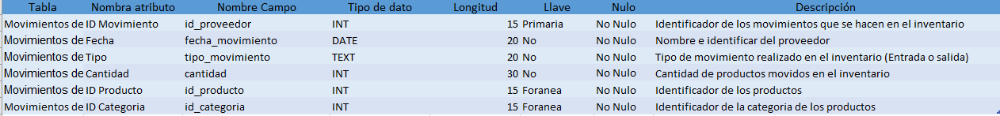 Tabla Nombra atributo Nombre Campo Tipo de dato Longitud Llave Nulo Descripción
Movimientos de ID Movimiento id_proveedor INT 15 Primaria No Nulo Identificador de los movimientos que se hacen en el inventario
Movimientos de Fecha fecha_movimiento DATE 20 No No Nulo Nombre e identificar del proveedor
Movimientos de Tipo tipo_movimiento TEXT 20 No No Nulo Tipo de movimiento realizado en el inventario (Entrada o salida)
Movimientos de Cantidad cantidad INT 30 No No Nulo Cantidad de productos movidos en el inventario
Movimientos de ID Producto id_producto INT 15 Foranea No Nulo Identificador de los productos
Movimientos de ID Categoria id_categoria INT 15 Foranea No Nulo Identificador de la categoria de los productos